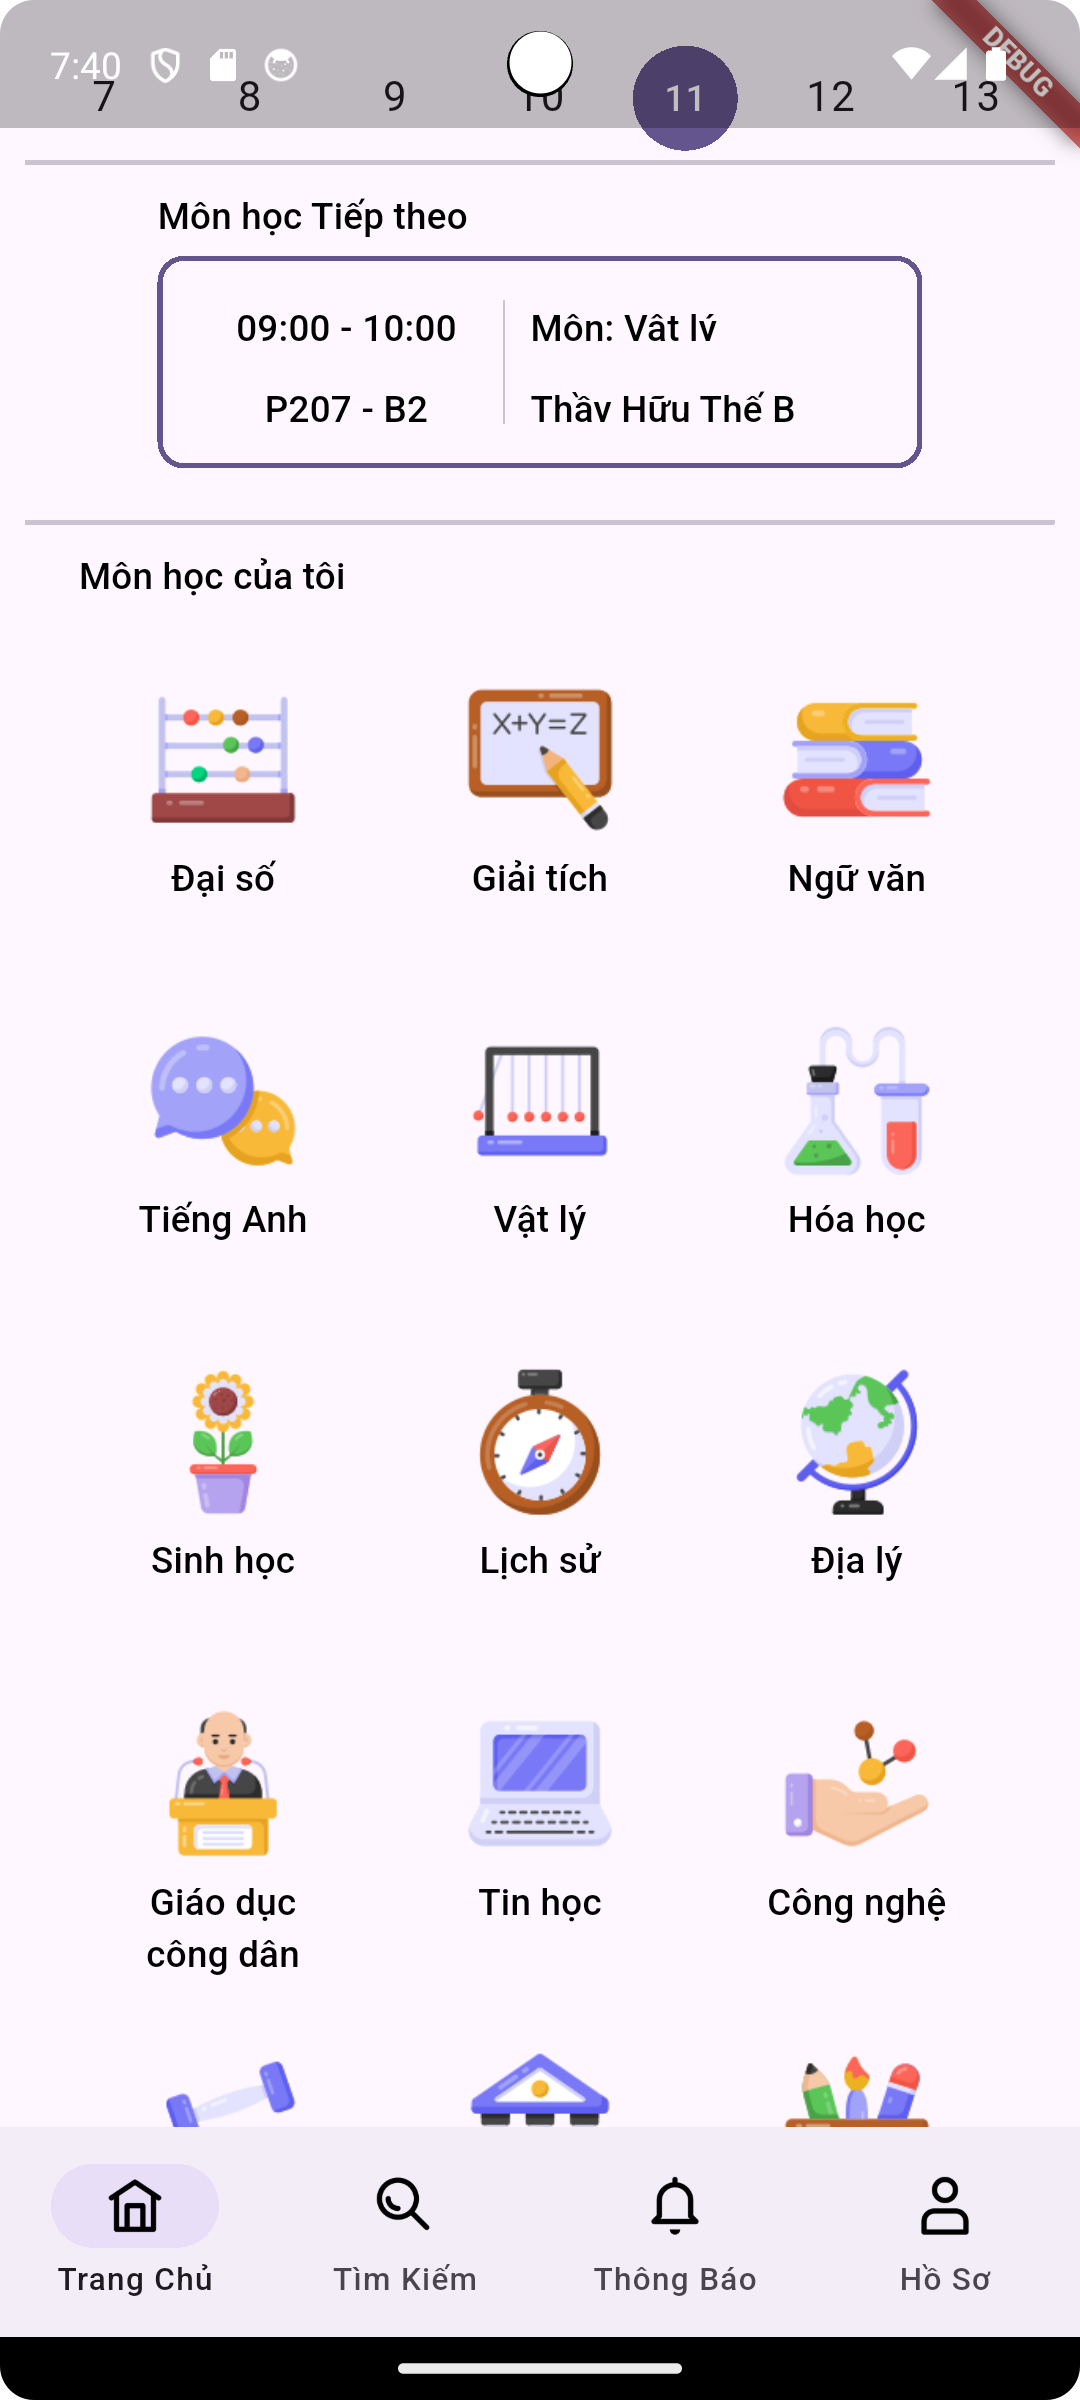 7:40
DEBUG
7 8 9 10 11 12 13
Môn học Tiếp theo
09:00 - 10:00
Môn: Vật lý
P207 - B2
Thầy Hữu Thế B
Môn học của tôi
X+Y=Z
Đại số
Giải tích
Ngữ văn
Tiếng Anh
Vật lý
Hóa học
Sinh học
Lịch sử
Địa lý
Giáo dục
công dân
Tin học
Công nghệ
Trang Chủ
Tìm Kiếm
Thông Báo
Hồ Sơ